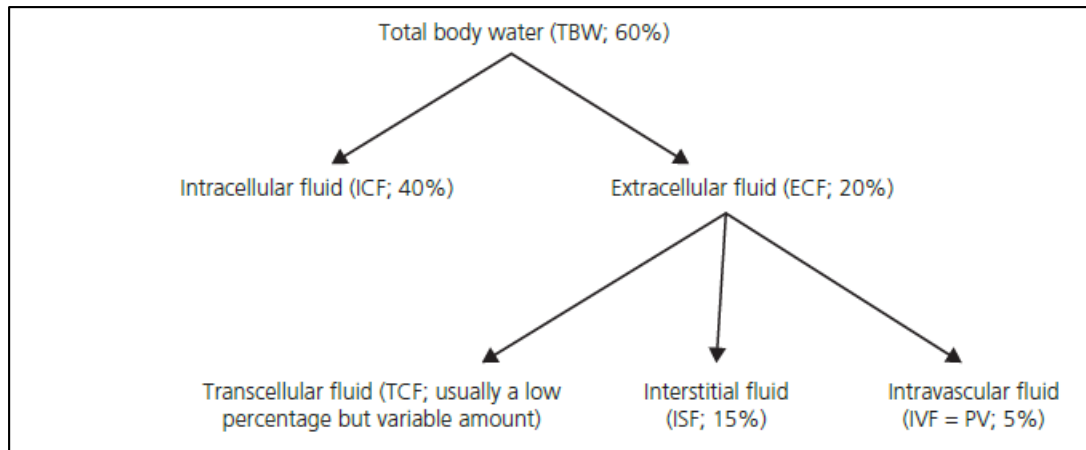 Total body water (TBW; 60%)
Intracellular fluid (ICF; 40%)
Extracellular fluid (ECF; 20%)
Transcellular fluid (TCF; usually a low
percentage but variable amount)
Interstitial fluid
(ISF; 15%)
Intravascular fluid
(IVF = PV; 5%)